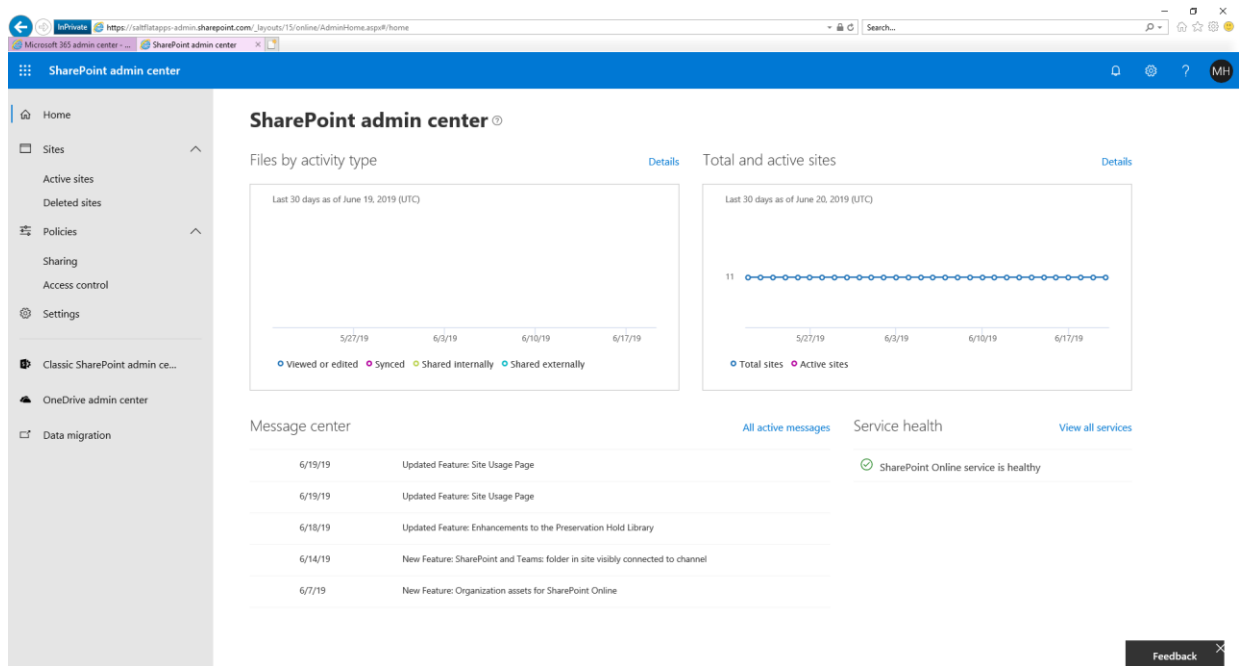 InPrivate https://saltflatapps-admin.sharepoint.com/_layouts/15/online/AdminHome.aspx#/home
Search...
Microsoft 365 admin center - ...
SharePoint admin center
SharePoint admin center
MH
Home
Sites
Active sites
Deleted sites
Policies
Sharing
Access control
Settings
Classic SharePoint admin ce...
OneDrive admin center
Data migration
SharePoint admin center
Files by activity type
Details
Last 30 days as of June 19, 2019 (UTC)
5/27/19 6/3/19 6/10/19 6/17/19
Viewed or edited Synced Shared internally Shared externally
Total and active sites
Details
Last 30 days as of June 20, 2019 (UTC)
11
5/27/19 6/3/19 6/10/19 6/17/19
Total sites Active sites
Message center
All active messages
6/19/19 Updated Feature: Site Usage Page
6/19/19 Updated Feature: Site Usage Page
6/18/19 Updated Feature: Enhancements to the Preservation Hold Library
6/14/19 New Feature: SharePoint and Teams: folder in site visibly connected to channel
6/7/19 New Feature: Organization assets for SharePoint Online
Service health
View all services
SharePoint Online service is healthy
Feedback